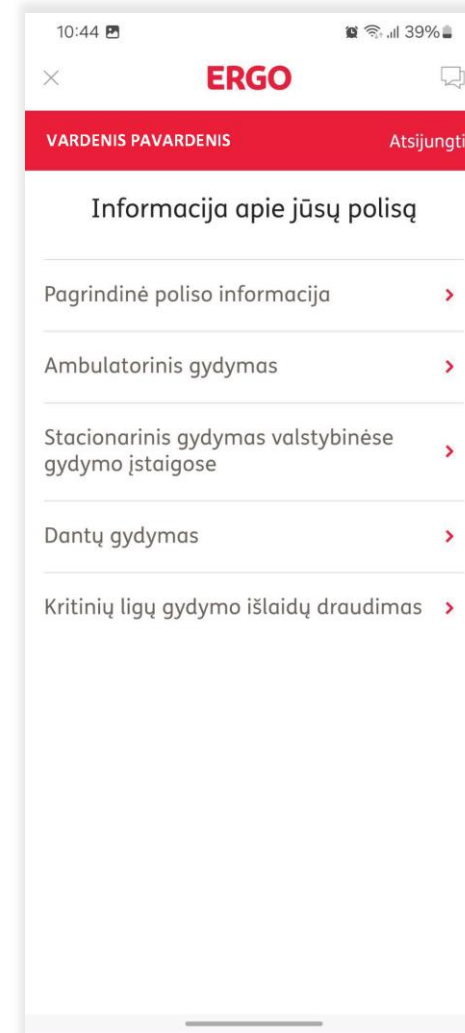 10:44 39%
ERGO
VARDENIS PAVARDENIS Atsijungti
Informacija apie jūsų polisą
Pagrindinė poliso informacija
Ambulatorinis gydymas
Stacionarinis gydymas valstybinėse
gydymo įstaigose
Dantų gydymas
Kritinių ligų gydymo išlaidų draudimas